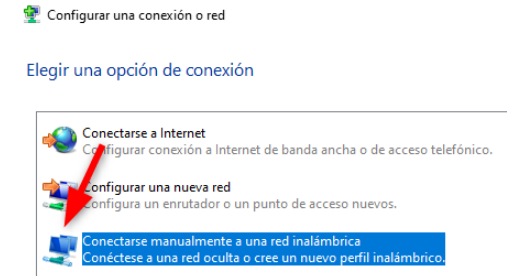 Configurar una conexión o red
Elegir una opción de conexión
Conectarse a Internet
Configurar conexión a Internet de banda ancha o de acceso telefónico.
Configurar una nueva red
Configura un enrutador o un punto de acceso nuevos.
Conectarse manualmente a una red inalámbrica
Conéctese a una red oculta o cree un nuevo perfil inalámbrico.